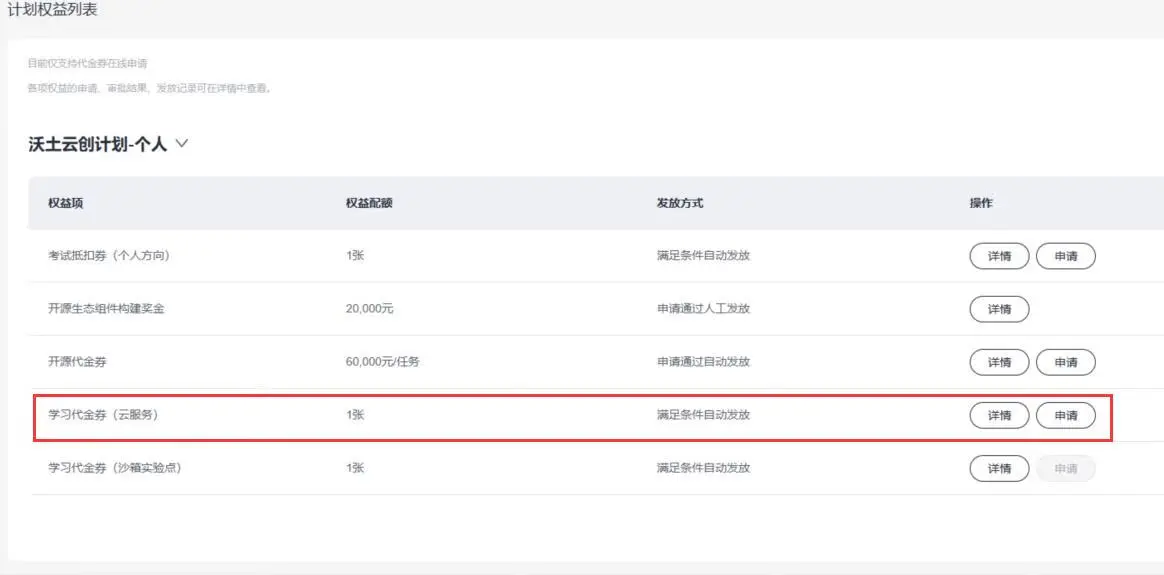 计划权益列表
目前仅支持代金券在线申请
各项权益的申请、审批结果、发放记录可在详情中查看。
沃土云创计划-个人
权益项 权益配额 发放方式 操作
考试抵扣券（个人方向） 1张 满足条件自动发放 详情 申请
开源生态组件构建奖金 20,000元 申请通过人工发放 详情
开源代金券 60,000元/任务 申请通过自动发放 详情 申请
学习代金券（云服务） 1张 满足条件自动发放 详情 申请
学习代金券（沙箱实验点） 1张 满足条件自动发放 详情 申请